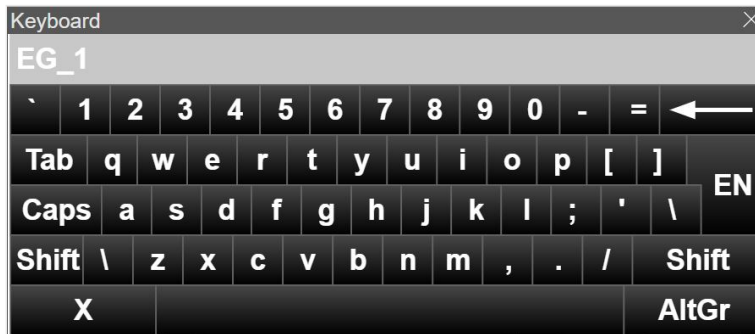 Keyboard
EG_1
` 1 2 3 4 5 6 7 8 9 0 - =
Tab q w e r t y u i o p [ ]
EN
Caps a s d f g h j k l ; ' \
Shift \ z x c v b n m , . / Shift
X AltGr